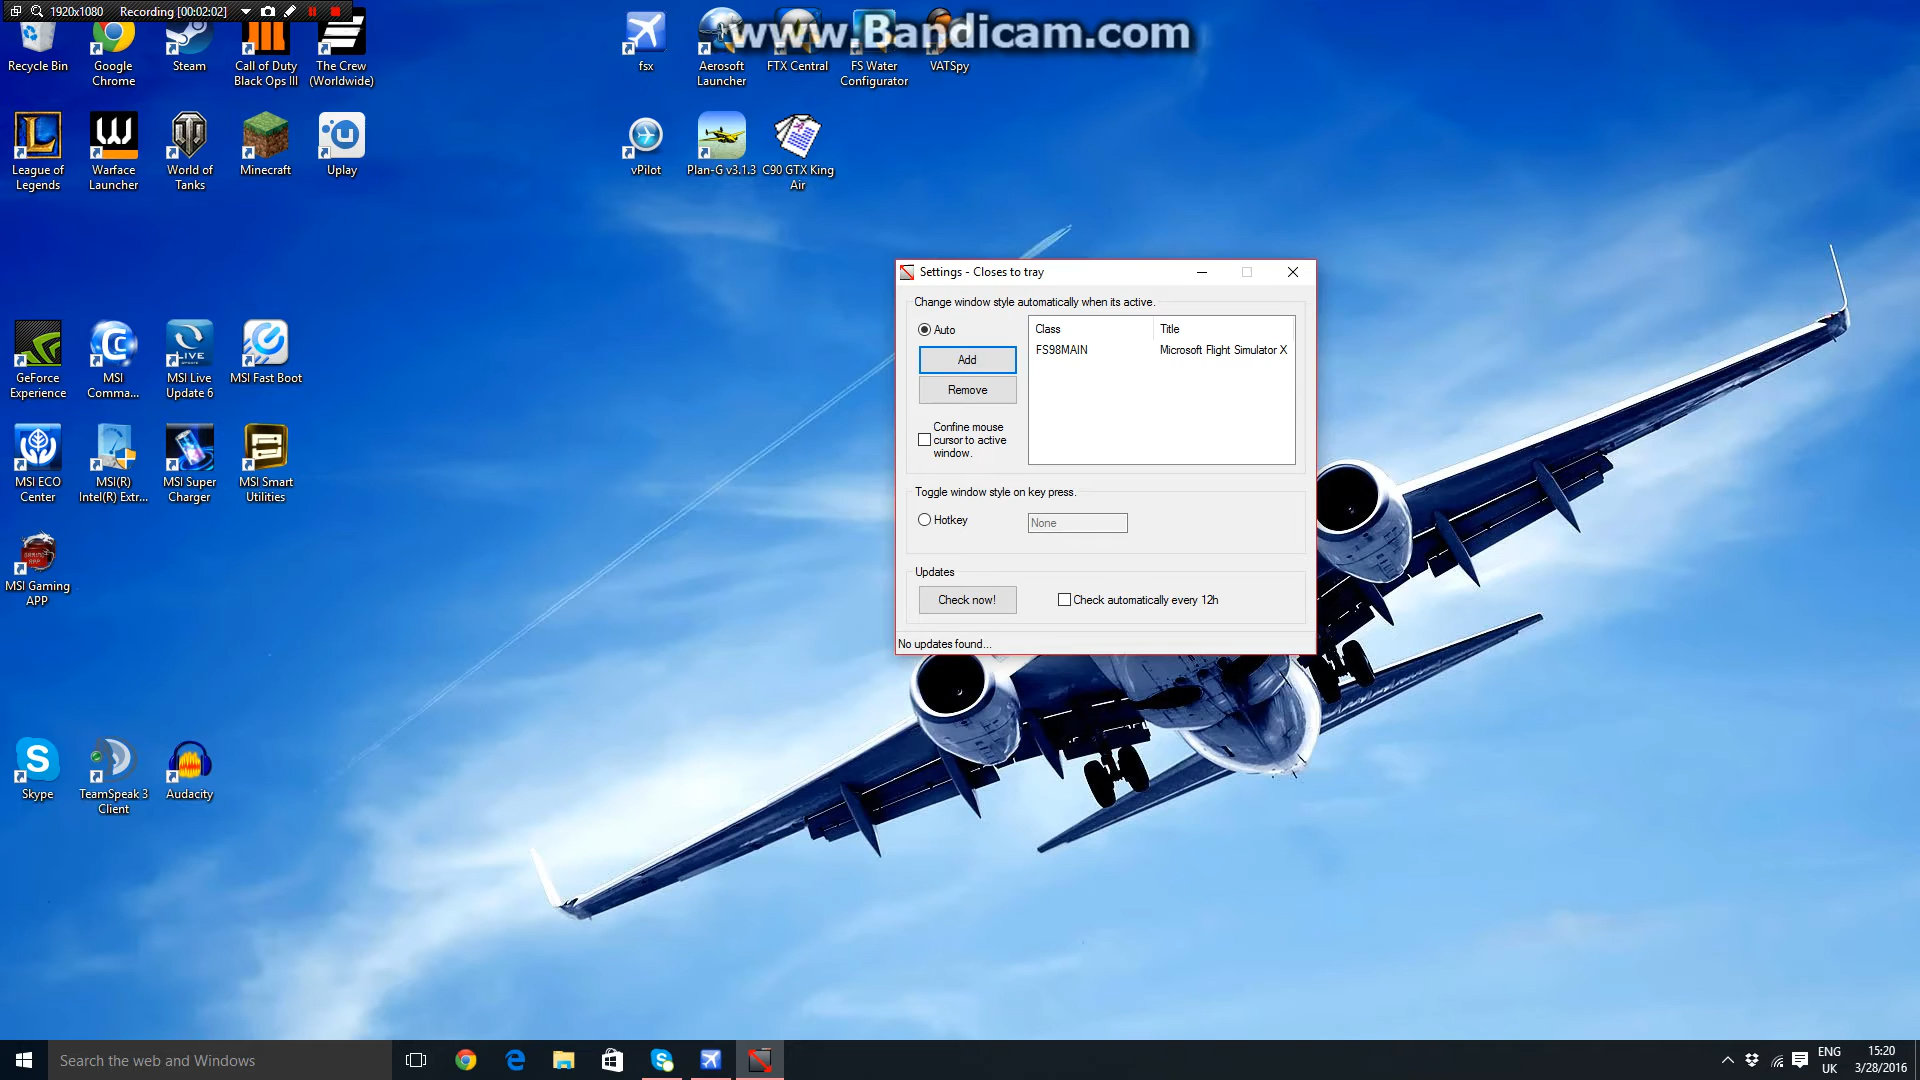 1920x1080 Recording [00:02:02]
www.Bandicam.com
Recycle Bin
Google
Chrome
Steam
Call of Duty
Black Ops III
The Crew
(Worldwide)
fsx
Aerosoft
Launcher
FTX Central
FS Water
Configurator
VATSpy
League of
Legends
Warface
Launcher
World of
Tanks
Minecraft
Uplay
vPilot
Plan-G v3.1.3
C90 GTX King
Air
Settings - Closes to tray
Change window style automatically when its active.
Auto
Add
Remove
Confine mouse
cursor to active
window.
Class Title
FS98MAIN Microsoft Flight Simulator X
Toggle window style on key press.
Hotkey None
Updates
Check now! Check automatically every 12h
No updates found...
GeForce
Experience
MSI
Comma...
MSI Live
Update 6
MSI Fast Boot
MSI ECO
Center
MSI(R)
Intel(R) Extr...
MSI Super
Charger
MSI Smart
Utilities
MSI Gaming
APP
Skype
TeamSpeak 3
Client
Audacity
Search the web and Windows
ENG
UK
15:20
3/28/2016